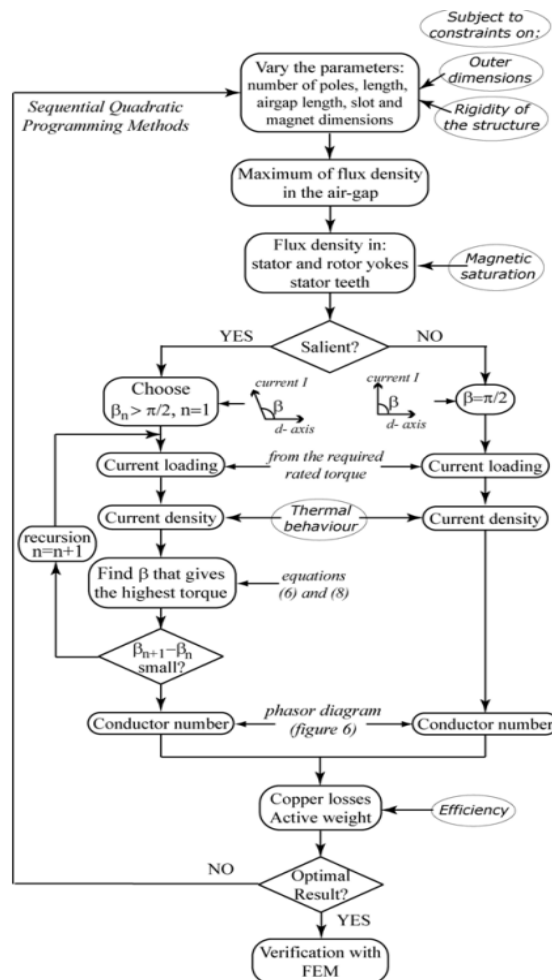 Subject to
constraints on:
Vary the parameters:
number of poles, length,
airgap length, slot and
magnet dimensions
Outer
dimensions
Rigidity of
the structure
Sequential Quadratic
Programming Methods
Maximum of flux density
in the air-gap
Flux density in:
stator and rotor yokes
stator teeth
Magnetic
saturation
YES
Salient?
NO
Choose
βn> π/2, n=1
current I
β
d- axis
current I
β
d- axis
β=π/2
Current loading
from the required
rated torque
Current loading
Current density
Thermal
behaviour
Current density
recursion
n=n+1
Find β that gives
the highest torque
equations
(6) and (8)
βn+1−βn
small?
Conductor number
phasor diagram
(figure 6)
Conductor number
Copper losses
Active weight
Efficiency
NO
Optimal
Result?
YES
Verification with
FEM